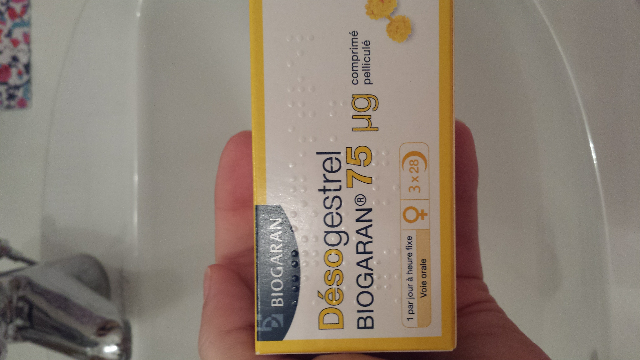 BIOGARAN
Désogestrel
BIOGARAN® 75 µg
comprimé
pelliculé
1 par jour à heure fixe
Voie orale
3 x 28